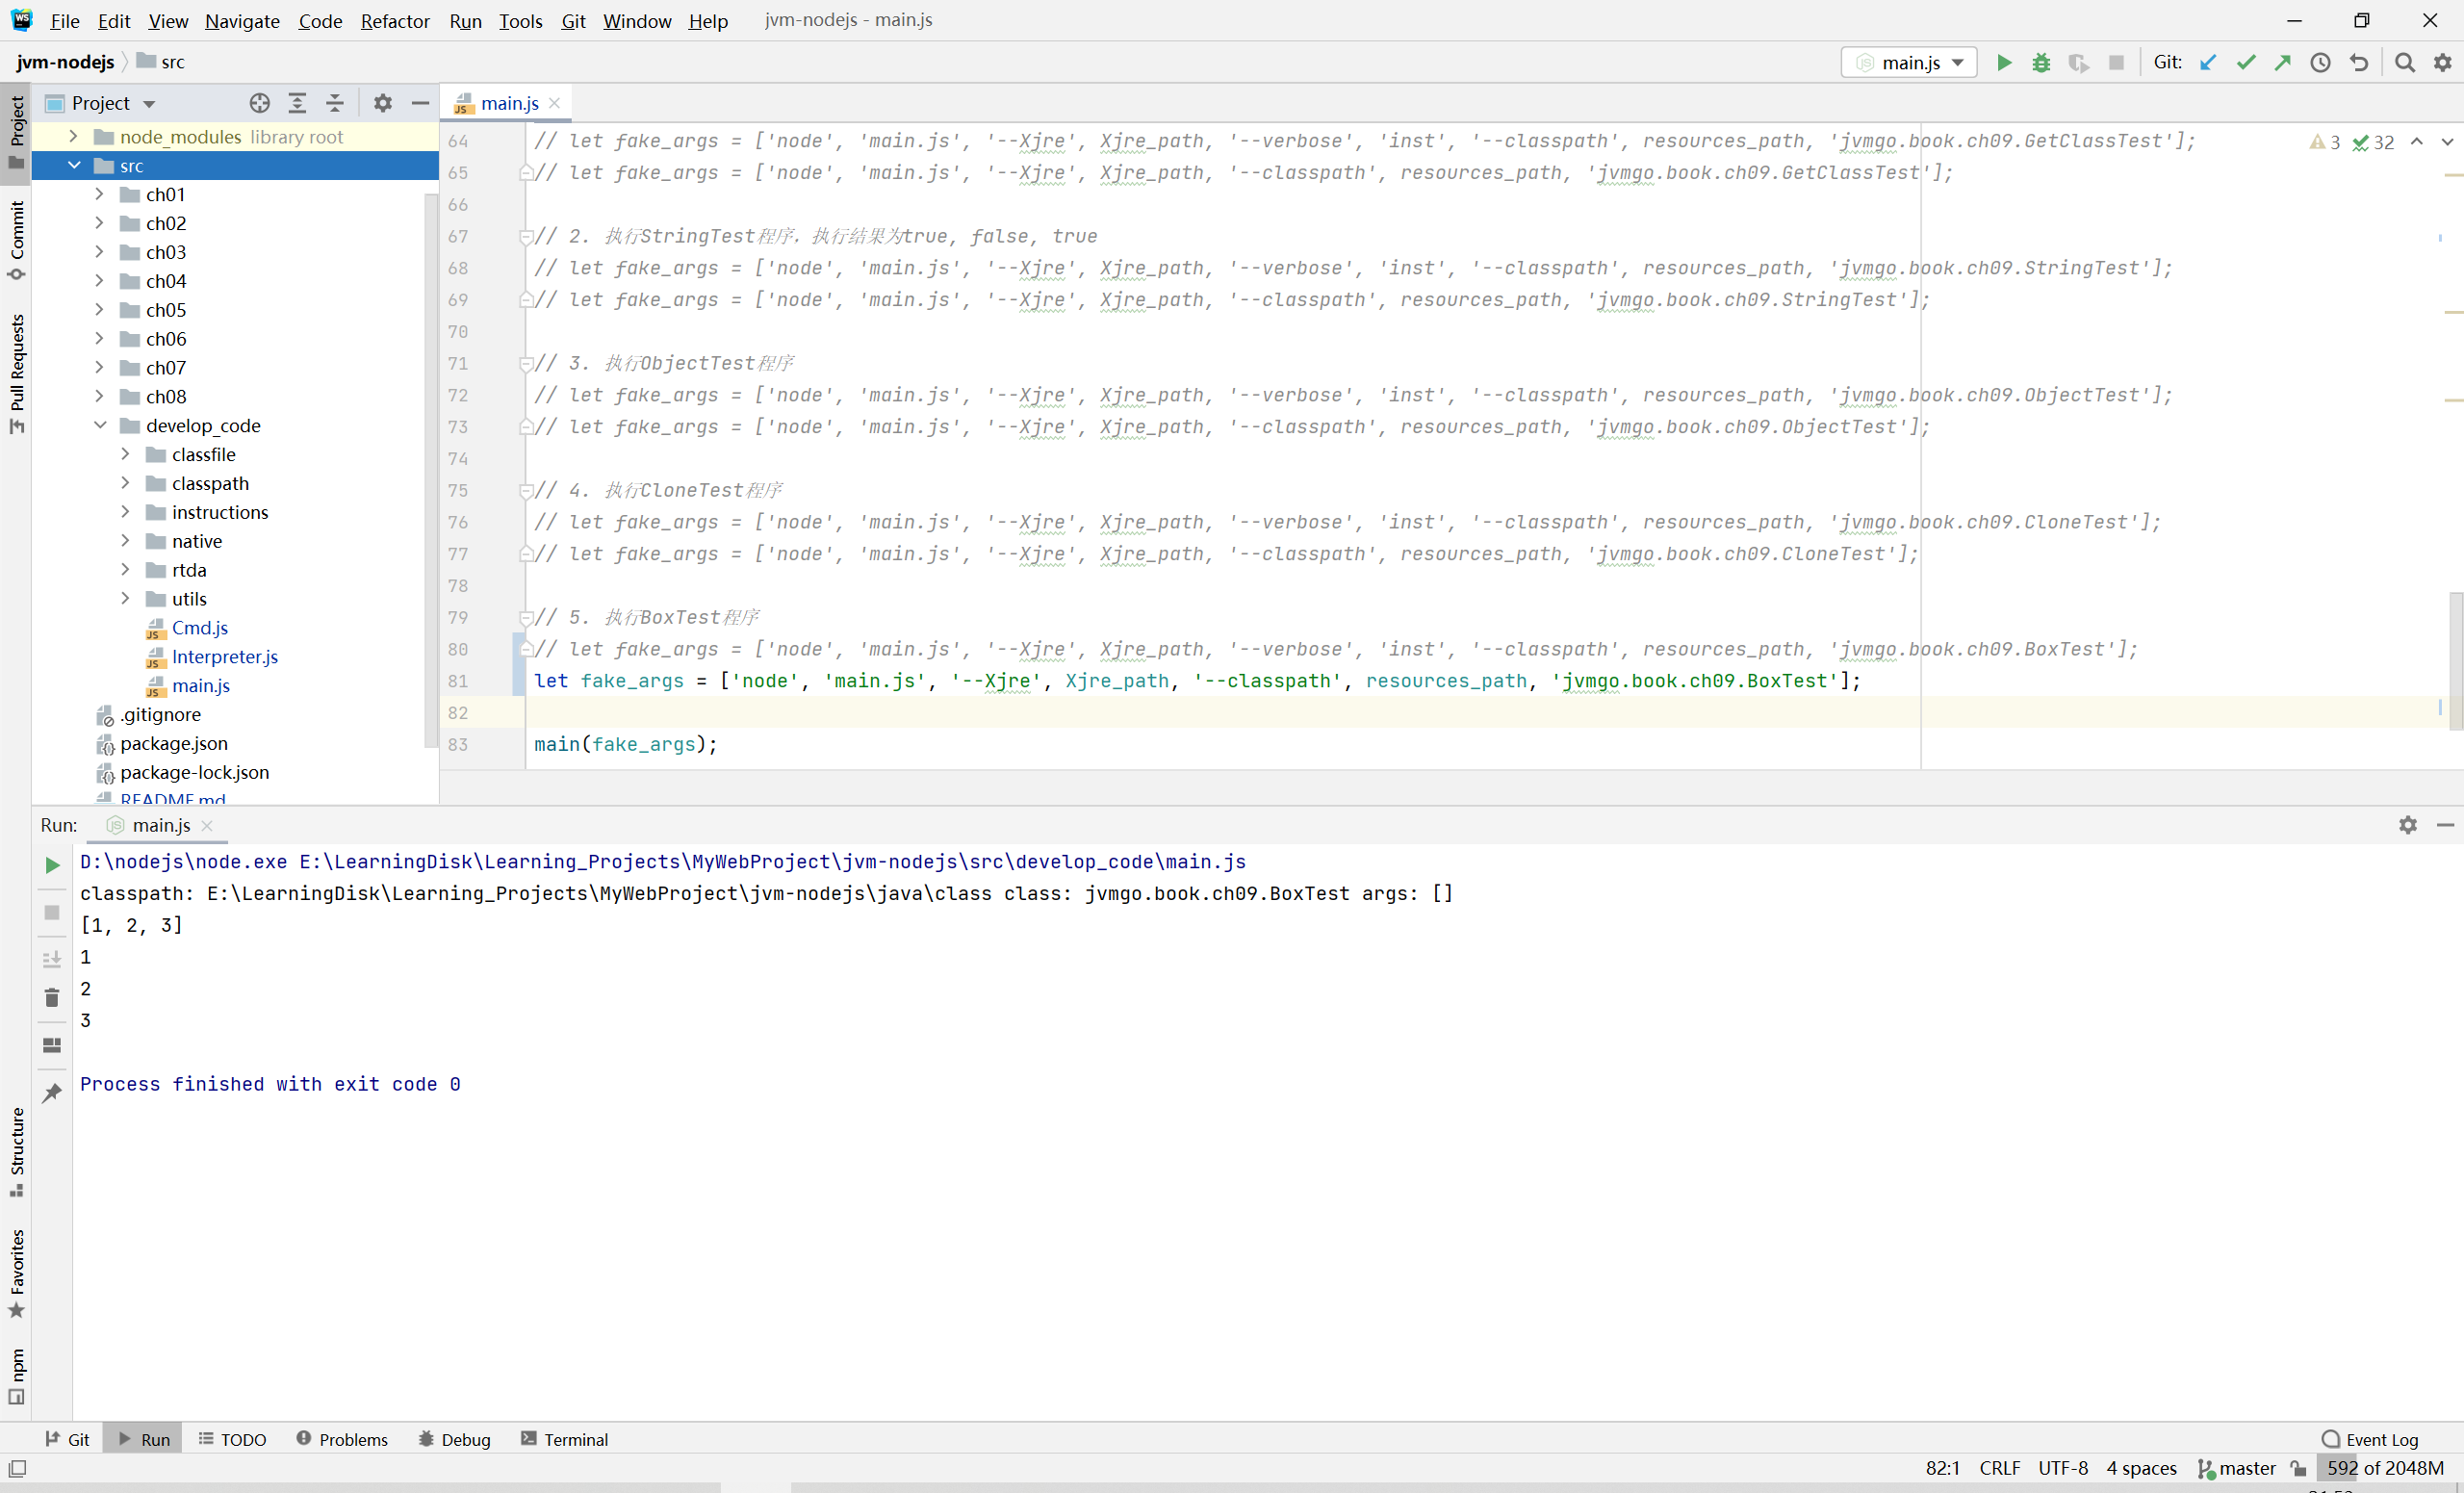 File Edit View Navigate Code Refactor Run Tools Git Window Help jvm-nodejs - main.js
jvm-nodejs src main.js Git:
Project main.js
node_modules library root
src
ch01
ch02
ch03
ch04
ch05
ch06
ch07
ch08
develop_code
classfile
classpath
instructions
native
rtda
utils
Cmd.js
Interpreter.js
main.js
.gitignore
package.json
package-lock.json
README.md
Project
Commit
Pull Requests
Structure
Favorites
npm
3 32
64 // let fake_args = ['node', 'main.js', '--Xjre', Xjre_path, '--verbose', 'inst', '--classpath', resources_path, 'jvmgo.book.ch09.GetClassTest'];
65 // let fake_args = ['node', 'main.js', '--Xjre', Xjre_path, '--classpath', resources_path, 'jvmgo.book.ch09.GetClassTest'];
66
67 // 2. 执行StringTest程序，执行结果为true, false, true
68 // let fake_args = ['node', 'main.js', '--Xjre', Xjre_path, '--verbose', 'inst', '--classpath', resources_path, 'jvmgo.book.ch09.StringTest'];
69 // let fake_args = ['node', 'main.js', '--Xjre', Xjre_path, '--classpath', resources_path, 'jvmgo.book.ch09.StringTest'];
70
71 // 3. 执行ObjectTest程序
72 // let fake_args = ['node', 'main.js', '--Xjre', Xjre_path, '--verbose', 'inst', '--classpath', resources_path, 'jvmgo.book.ch09.ObjectTest'];
73 // let fake_args = ['node', 'main.js', '--Xjre', Xjre_path, '--classpath', resources_path, 'jvmgo.book.ch09.ObjectTest'];
74
75 // 4. 执行CloneTest程序
76 // let fake_args = ['node', 'main.js', '--Xjre', Xjre_path, '--verbose', 'inst', '--classpath', resources_path, 'jvmgo.book.ch09.CloneTest'];
77 // let fake_args = ['node', 'main.js', '--Xjre', Xjre_path, '--classpath', resources_path, 'jvmgo.book.ch09.CloneTest'];
78
79 // 5. 执行BoxTest程序
80 // let fake_args = ['node', 'main.js', '--Xjre', Xjre_path, '--verbose', 'inst', '--classpath', resources_path, 'jvmgo.book.ch09.BoxTest'];
81 let fake_args = ['node', 'main.js', '--Xjre', Xjre_path, '--classpath', resources_path, 'jvmgo.book.ch09.BoxTest'];
82
83 main(fake_args);
Run: main.js
D:\nodejs\node.exe E:\LearningDisk\Learning_Projects\MyWebProject\jvm-nodejs\src\develop_code\main.js
classpath: E:\LearningDisk\Learning_Projects\MyWebProject\jvm-nodejs\java\class class: jvmgo.book.ch09.BoxTest args: []
[1, 2, 3]
1
2
3
Process finished with exit code 0
Git Run TODO Problems Debug Terminal Event Log
82:1 CRLF UTF-8 4 spaces master 592 of 2048M